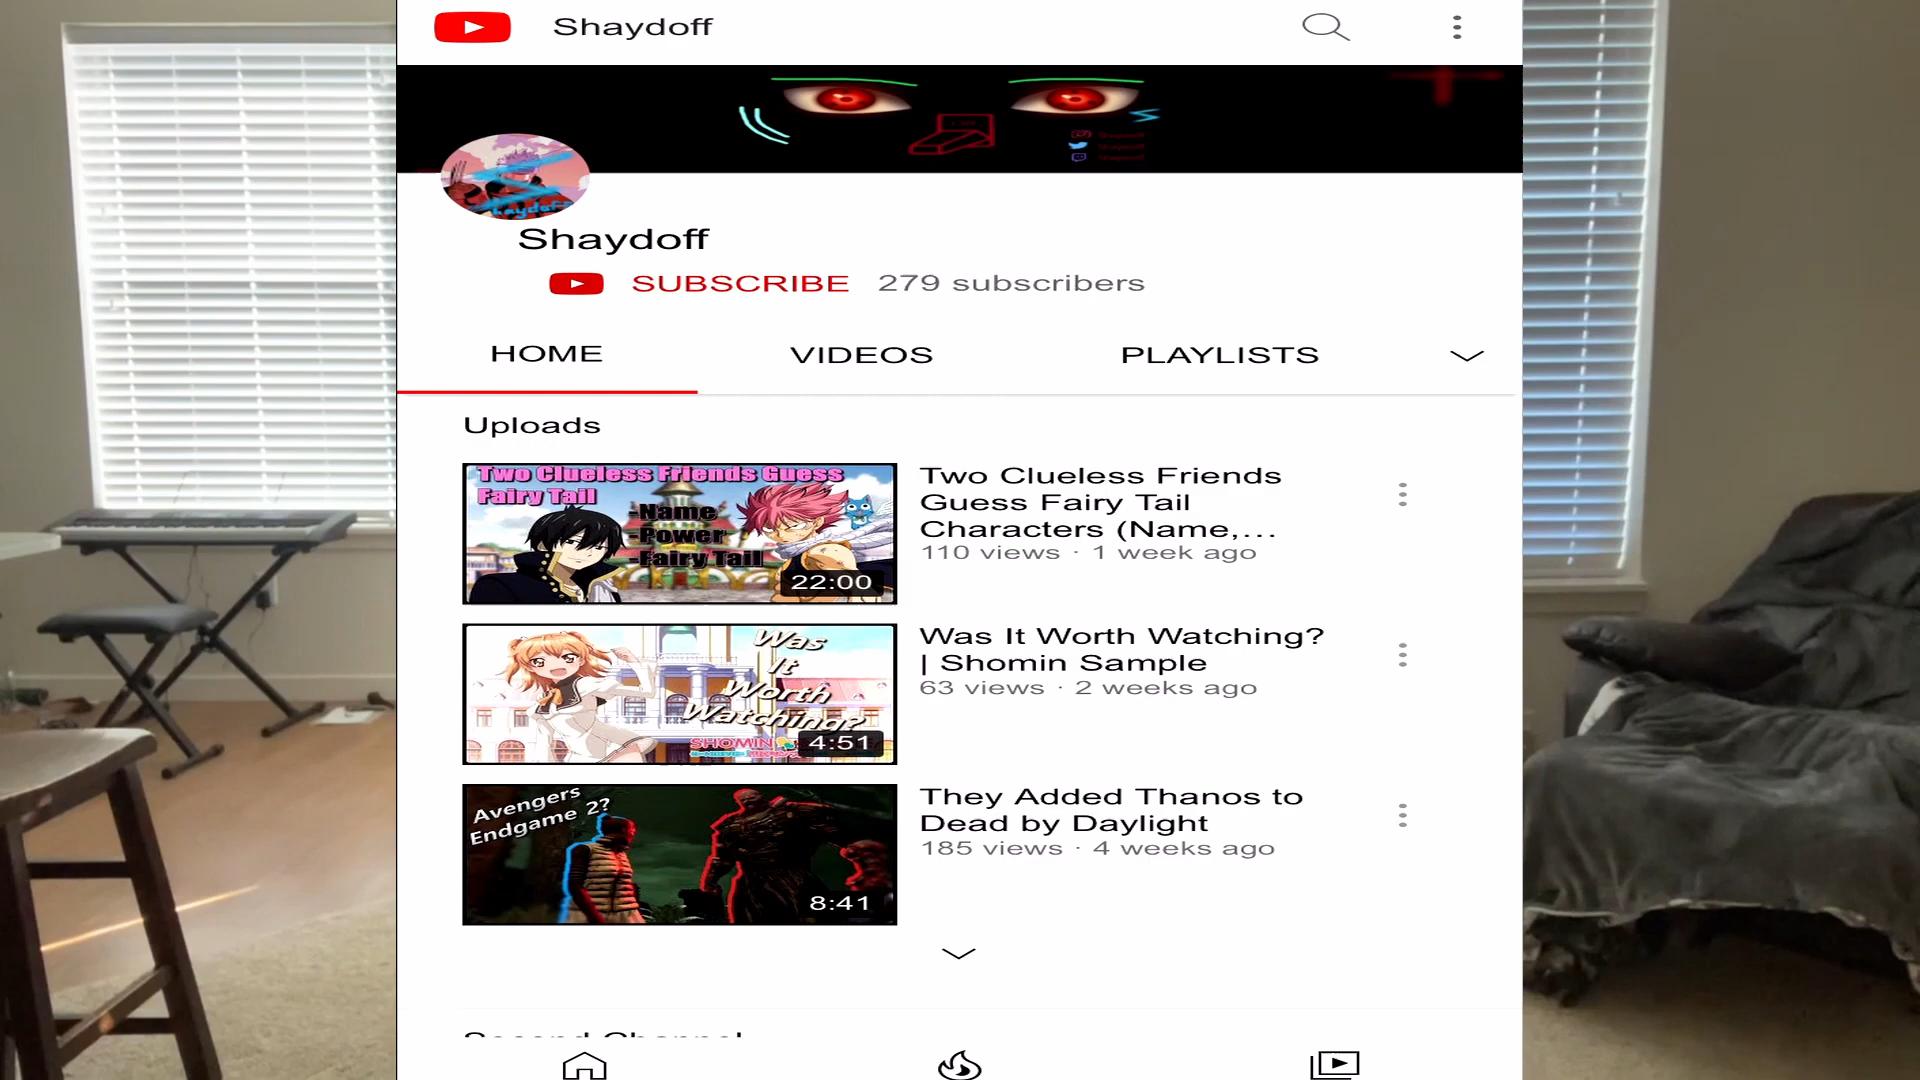 Shaydoff
Shaydoff
SUBSCRIBE 279 subscribers
HOME VIDEOS PLAYLISTS
Uploads
Two Clueless Friends Guess
Fairy Tail
-Name
-Power
-Fairy Tail
22:00
Two Clueless Friends
Guess Fairy Tail
Characters (Name,...
110 views · 1 week ago
Was
It
Worth
Watching?
SHOMIN
4:51
Was It Worth Watching?
| Shomin Sample
63 views · 2 weeks ago
Avengers
Endgame 2?
8:41
They Added Thanos to
Dead by Daylight
185 views · 4 weeks ago
Second Channel